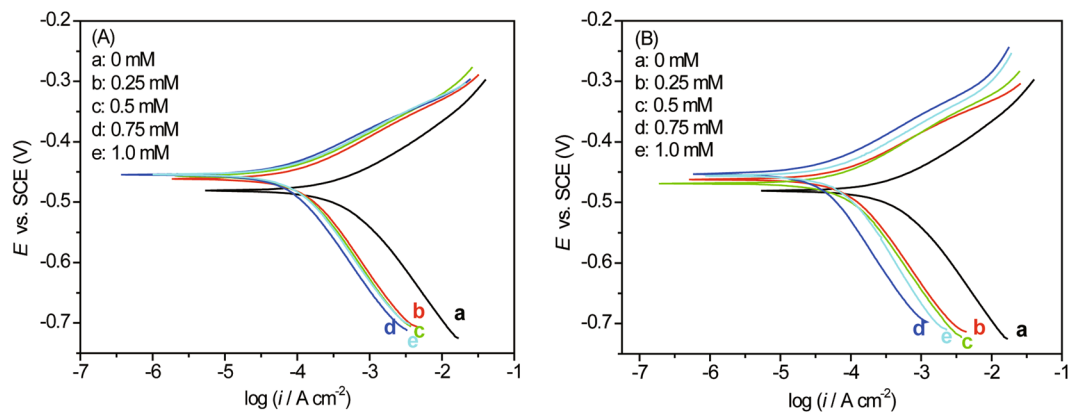 (A)
a: 0 mM
b: 0.25 mM
c: 0.5 mM
d: 0.75 mM
e: 1.0 mM
-0.2
-0.3
-0.4
-0.5
-0.6
-0.7
E vs. SCE (V)
a
b
c
d
e
-7 -6 -5 -4 -3 -2 -1
log (i / A cm⁻²)
(B)
a: 0 mM
b: 0.25 mM
c: 0.5 mM
d: 0.75 mM
e: 1.0 mM
-0.2
-0.3
-0.4
-0.5
-0.6
-0.7
E vs. SCE (V)
a
b
c
d
e
-7 -6 -5 -4 -3 -2 -1
log (i / A cm⁻²)